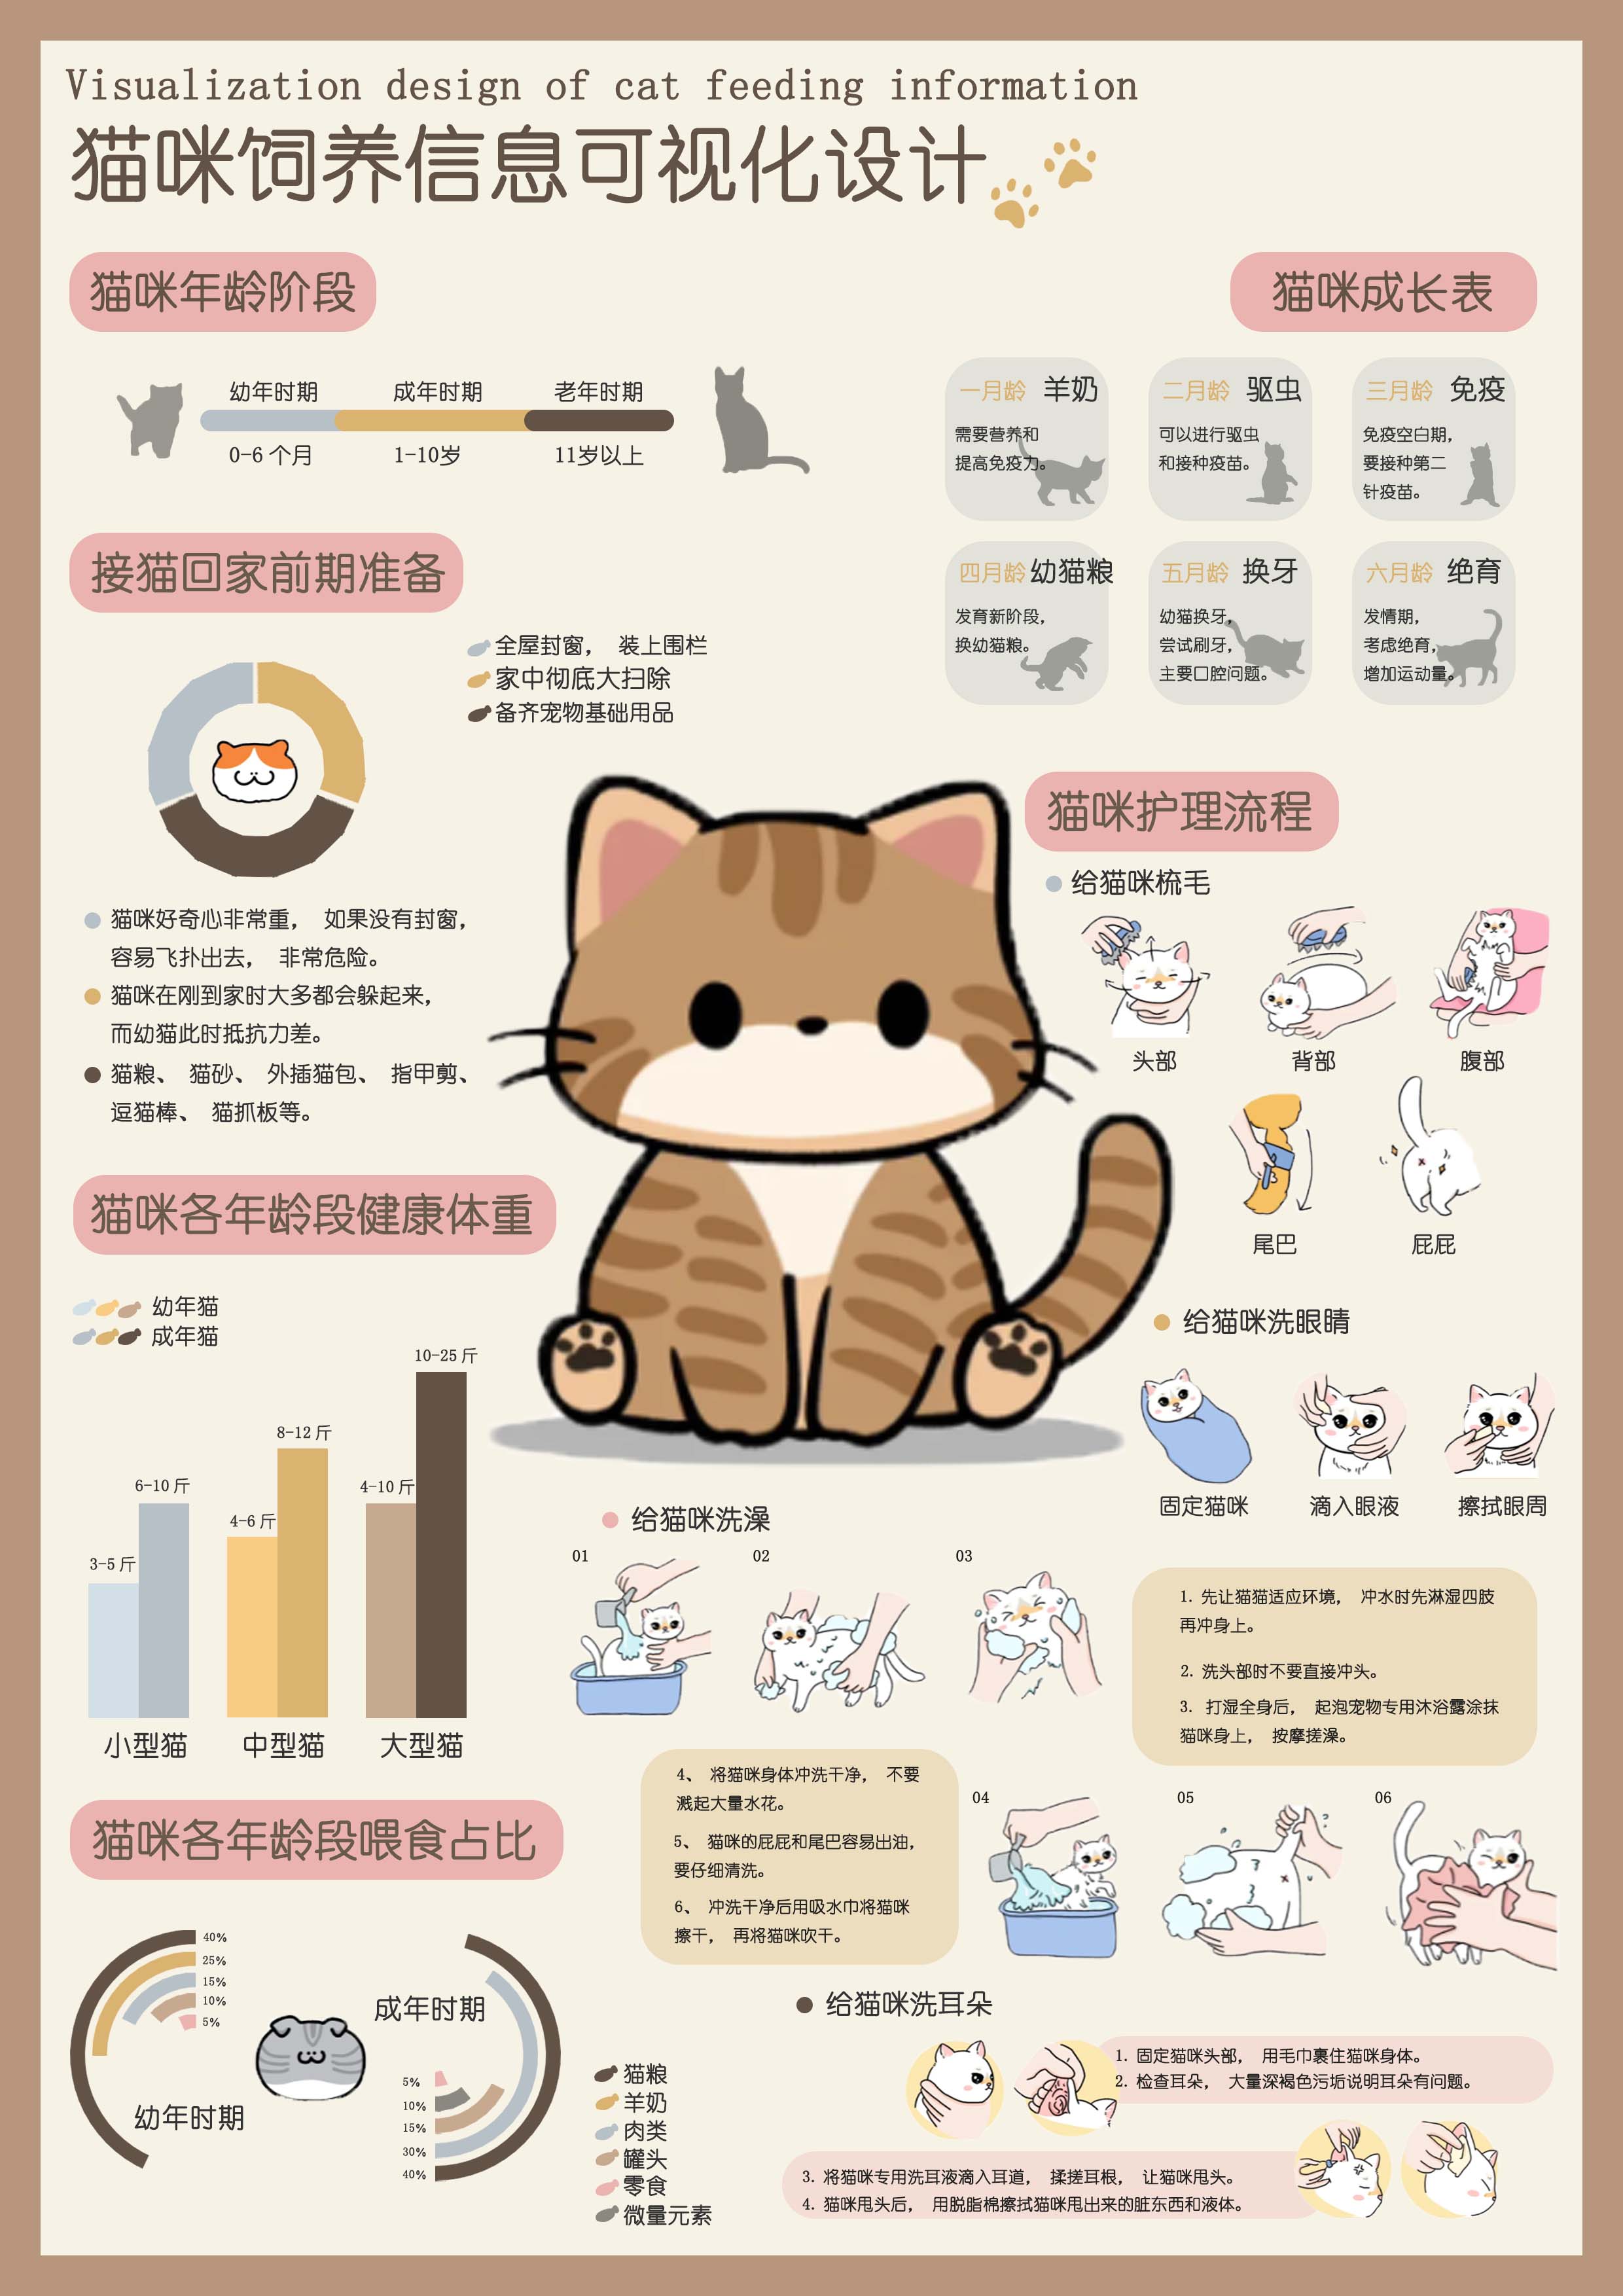 Visualization design of cat feeding information
猫咪饲养信息可视化设计
猫咪年龄阶段
幼年时期 成年时期 老年时期
0-6 个月 1-10岁 11岁以上
猫咪成长表
一月龄 羊奶
需要营养和
提高免疫力。
二月龄 驱虫
可以进行驱虫
和接种疫苗。
三月龄 免疫
免疫空白期，
要接种第二
针疫苗。
四月龄 幼猫粮
发育新阶段，
换幼猫粮。
五月龄 换牙
幼猫换牙，
尝试刷牙，
主要口腔问题。
六月龄 绝育
发情期，
考虑绝育，
增加运动量。
接猫回家前期准备
全屋封窗， 装上围栏
家中彻底大扫除
备齐宠物基础用品
猫咪好奇心非常重， 如果没有封窗，
容易飞扑出去， 非常危险。
猫咪在刚到家时大多都会躲起来，
而幼猫此时抵抗力差。
猫粮、 猫砂、 外插猫包、 指甲剪、
逗猫棒、 猫抓板等。
猫咪护理流程
给猫咪梳毛
头部 背部 腹部
尾巴 屁屁
给猫咪洗眼睛
固定猫咪 滴入眼液 擦拭眼周
猫咪各年龄段健康体重
幼年猫
成年猫
3-5 斤
6-10 斤
4-6 斤
8-12 斤
4-10 斤
10-25 斤
小型猫 中型猫 大型猫
给猫咪洗澡
01 02 03
1. 先让猫猫适应环境， 冲水时先淋湿四肢
再冲身上。
2. 洗头部时不要直接冲头。
3. 打湿全身后， 起泡宠物专用沐浴露涂抹
猫咪身上， 按摩搓澡。
4、 将猫咪身体冲洗干净， 不要
溅起大量水花。
5、 猫咪的屁屁和尾巴容易出油，
要仔细清洗。
6、 冲洗干净后用吸水巾将猫咪
擦干， 再将猫咪吹干。
04 05 06
猫咪各年龄段喂食占比
40%
25%
15%
10%
5%
幼年时期
成年时期
5%
10%
15%
30%
40%
猫粮
羊奶
肉类
罐头
零食
微量元素
给猫咪洗耳朵
1. 固定猫咪头部， 用毛巾裹住猫咪身体。
2. 检查耳朵， 大量深褐色污垢说明耳朵有问题。
3. 将猫咪专用洗耳液滴入耳道， 揉搓耳根， 让猫咪甩头。
4. 猫咪甩头后， 用脱脂棉擦拭猫咪甩出来的脏东西和液体。